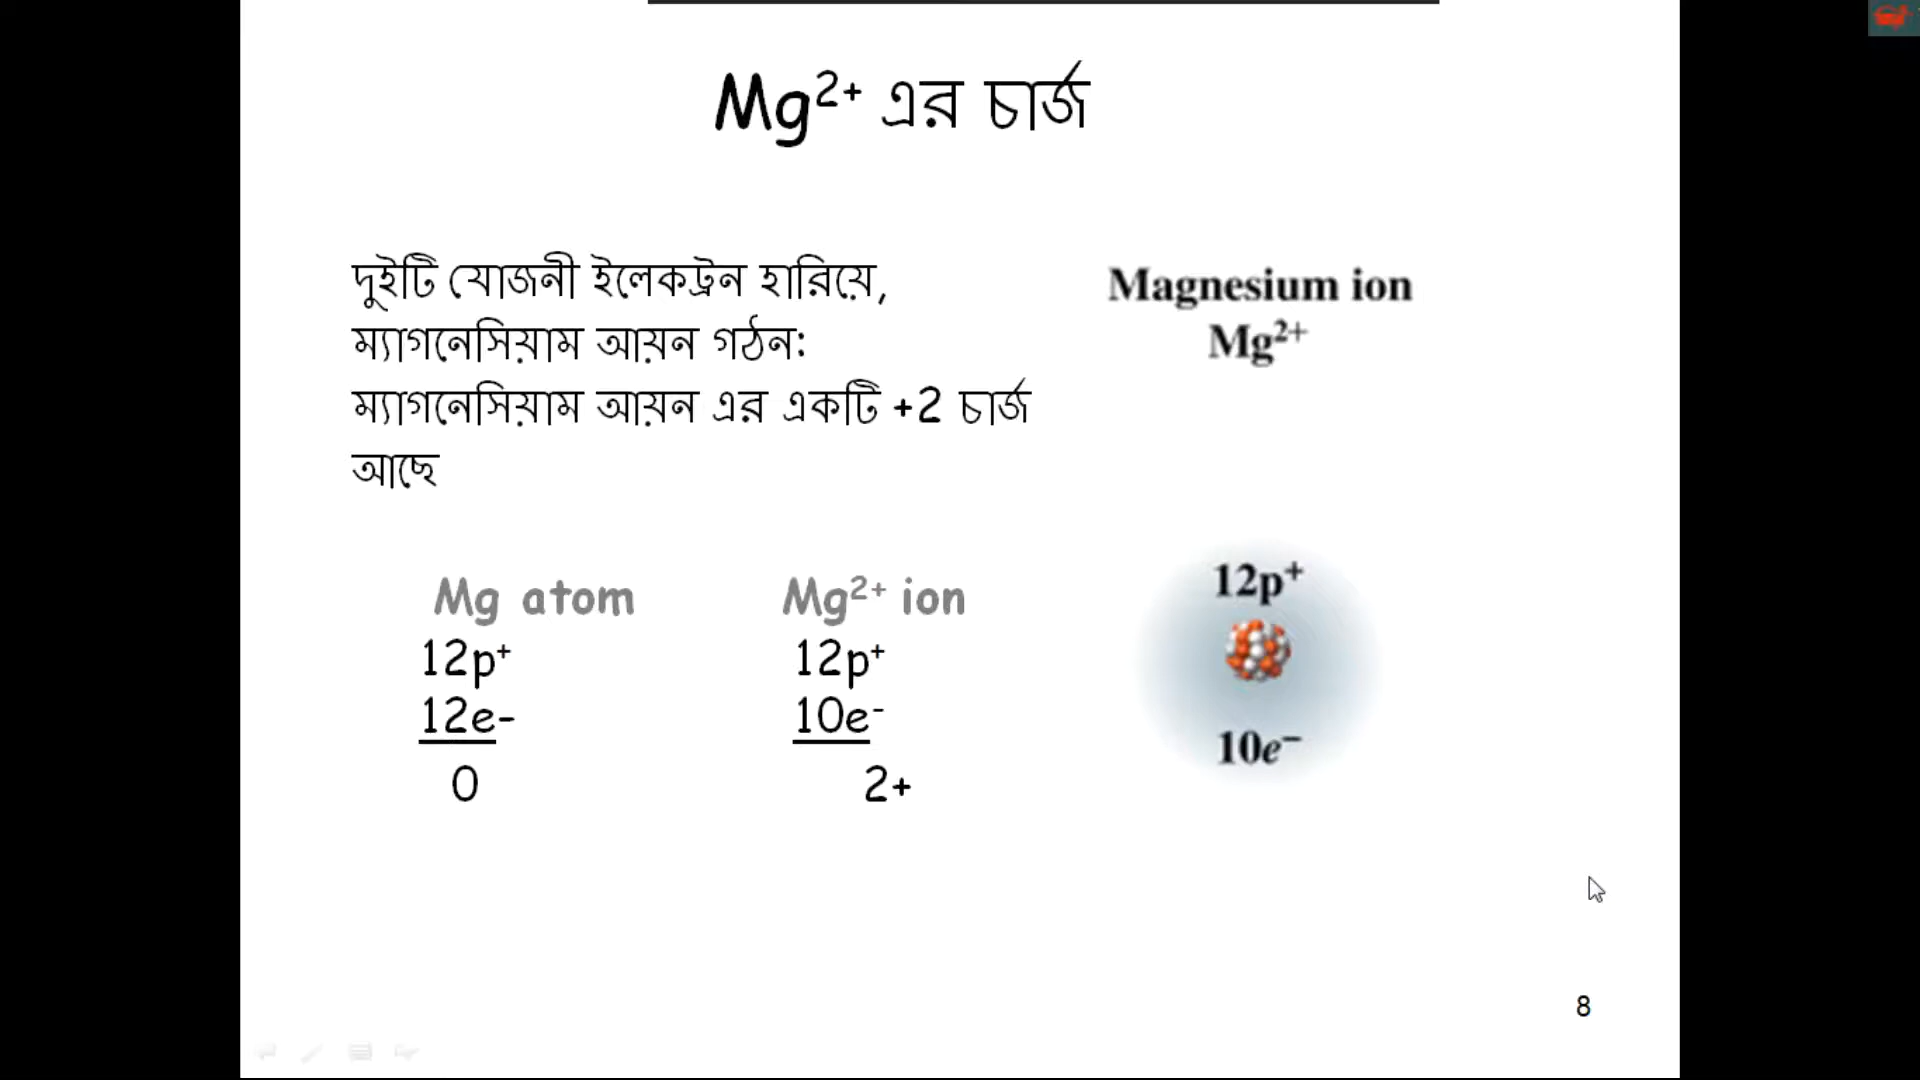 Mg²⁺ এর চার্জ
দুইটি যোজনী ইলেকট্রন হারিয়ে,
ম্যাগনেসিয়াম আয়ন গঠন:
ম্যাগনেসিয়াম আয়ন এর একটি +2 চার্জ
আছে
Magnesium ion
Mg²⁺
Mg atom
12p⁺
12e-
0
Mg²⁺ ion
12p⁺
10e⁻
2+
12p⁺
10e⁻
8